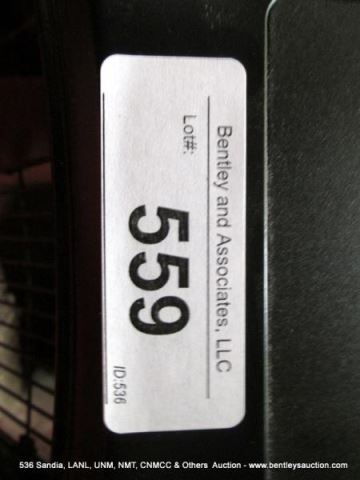 Bentley and Associates, LLC
Lot#:
559
ID:536
536 Sandia, LANL, UNM, NMT, CNMCC & Others Auction - www.bentleysauction.com